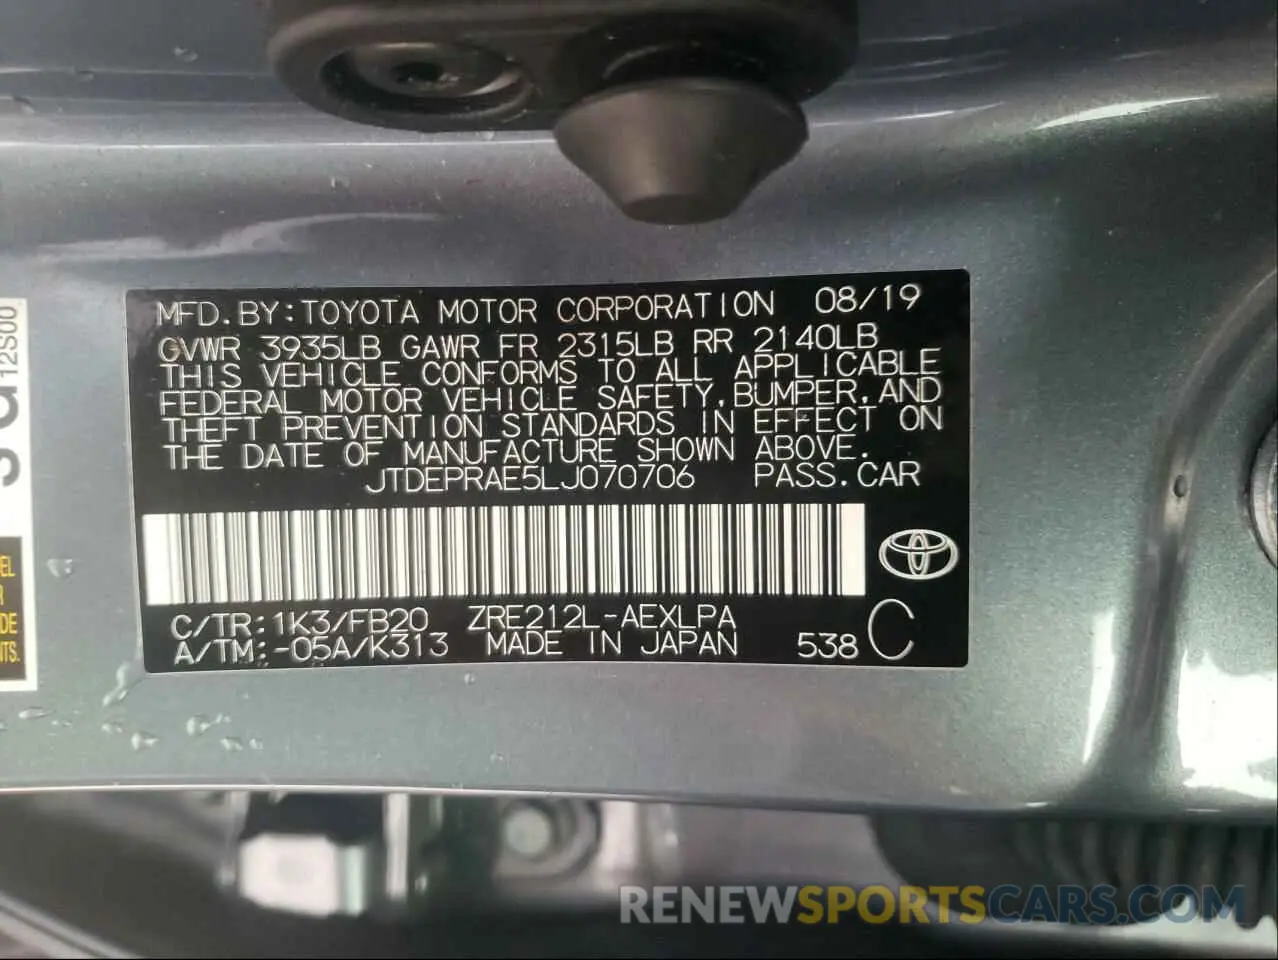 MFD. BY: TOYOTA MOTOR CORPORATION 08/19
GVWR 3935LB GAWR FR 2315LB RR 2140LB
THIS VEHICLE CONFORMS TO ALL APPLICABLE
FEDERAL MOTOR VEHICLE SAFETY, BUMPER, AND
THEFT PREVENTION STANDARDS IN EFFECT ON
THE DATE OF MANUFACTURE SHOWN ABOVE.
JTDEPRAE5LJ070706 PASS. CAR
C/TR: 1K3/FB20 ZRE212L-AEXLPA
A/TM: -05A/K313 MADE IN JAPAN 538 C
12S00
RENEWSPORTSCARS.COM